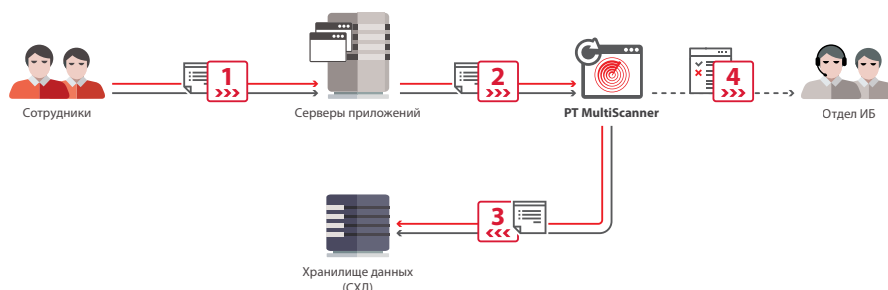 1
2
4
Сотрудники
Серверы приложений
PT MultiScanner
Отдел ИБ
3
Хранилище данных
(СХД)